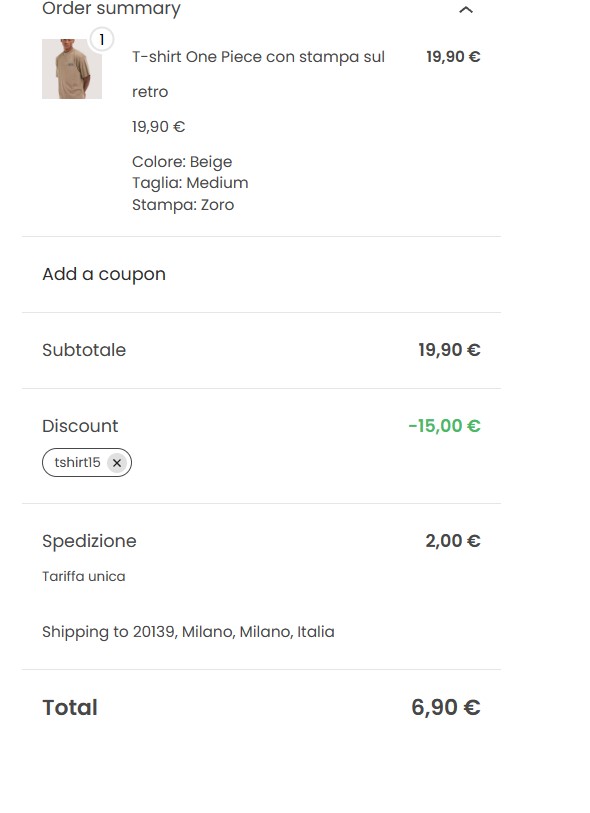 Order summary
1
T-shirt One Piece con stampa sul 19,90 €
retro
19,90 €
Colore: Beige
Taglia: Medium
Stampa: Zoro
Add a coupon
Subtotale 19,90 €
Discount -15,00 €
tshirt15 ×
Spedizione 2,00 €
Tariffa unica
Shipping to 20139, Milano, Milano, Italia
Total 6,90 €